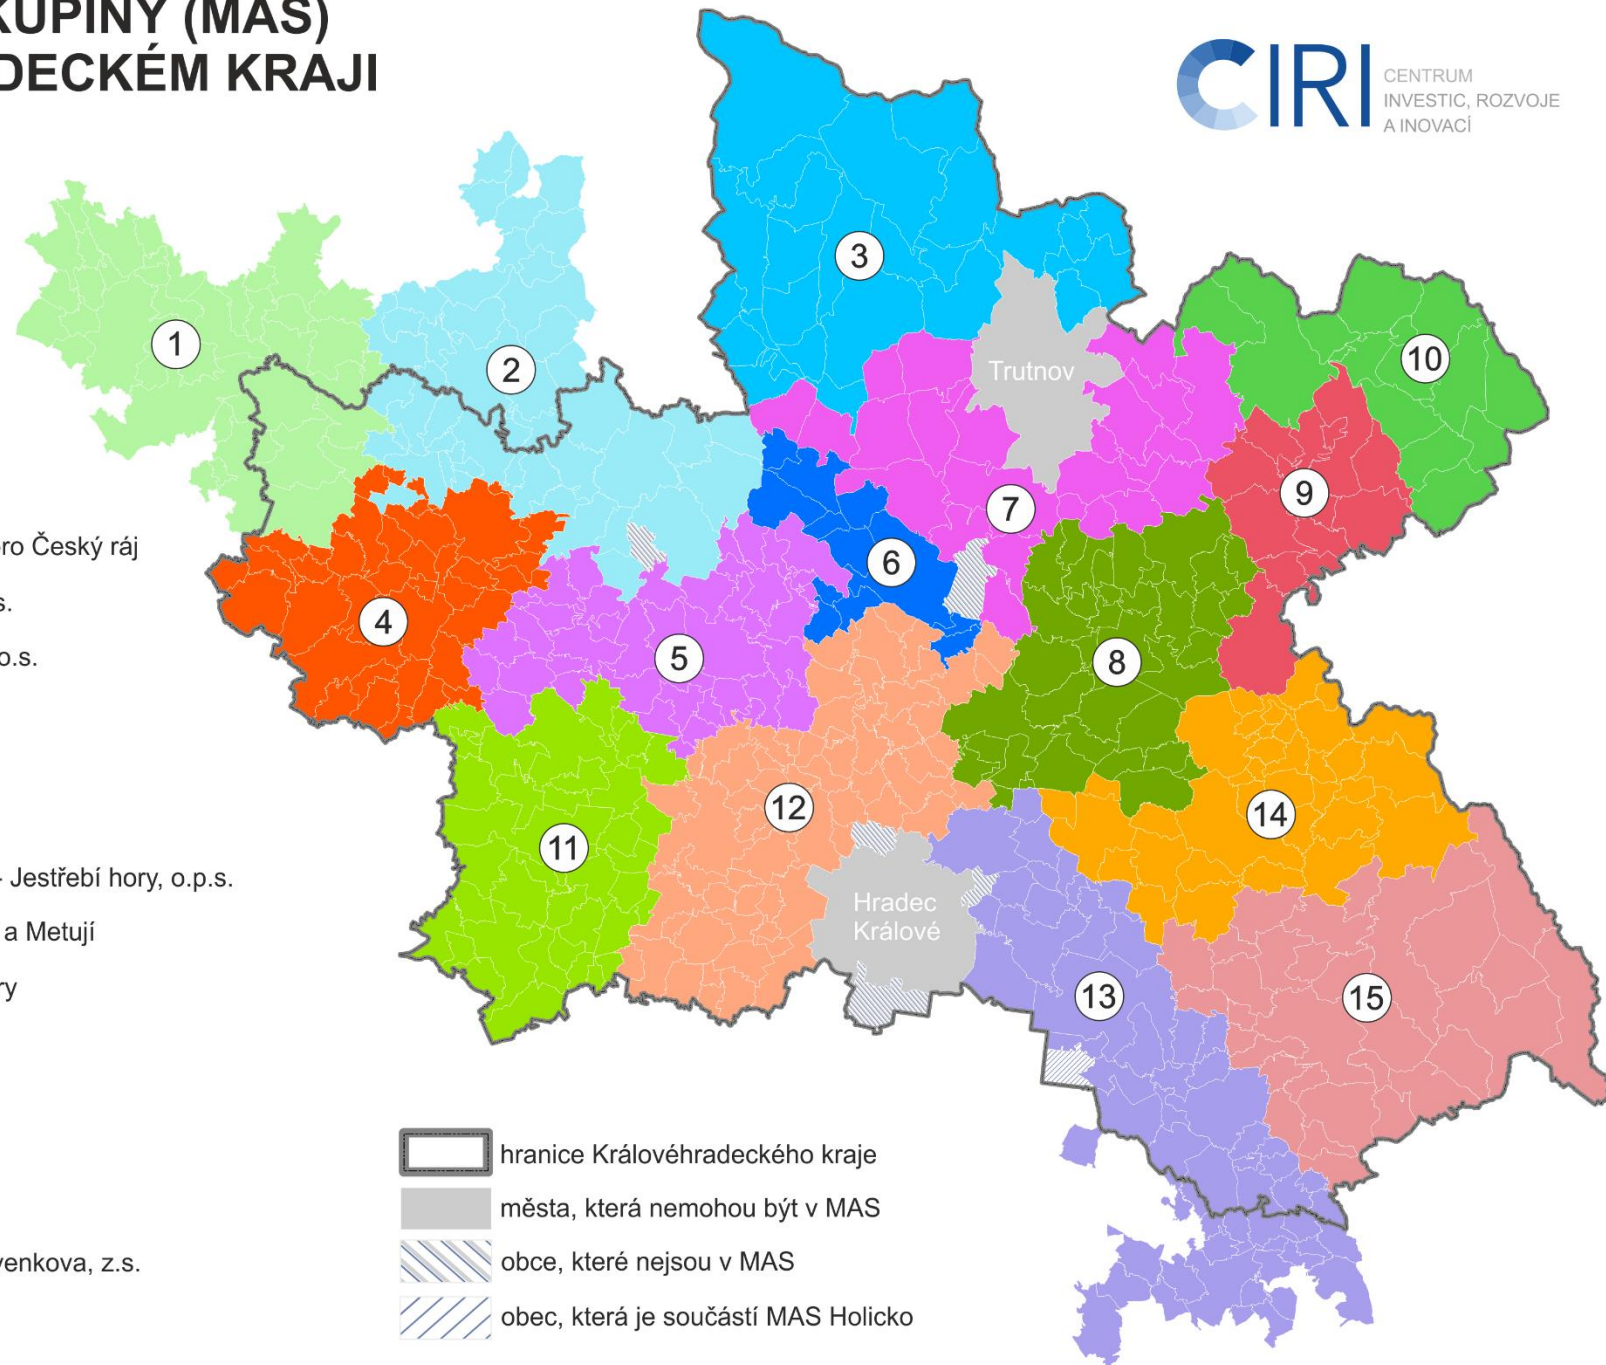 KUPINY (MAS)
DECKÉM KRAJI
CIRI
CENTRUM
INVESTIC, ROZVOJE
A INOVACÍ
3
1
2
10
Trutnov
9
7
ro Český ráj
6
s.
4
o.s.
5
8
12
14
11
- Jestřebí hory, o.p.s.
Hradec
Králové
a Metují
ry
13
15
hranice Královéhradeckého kraje
města, která nemohou být v MAS
venkova, z.s.
obce, které nejsou v MAS
obec, která je součástí MAS Holicko